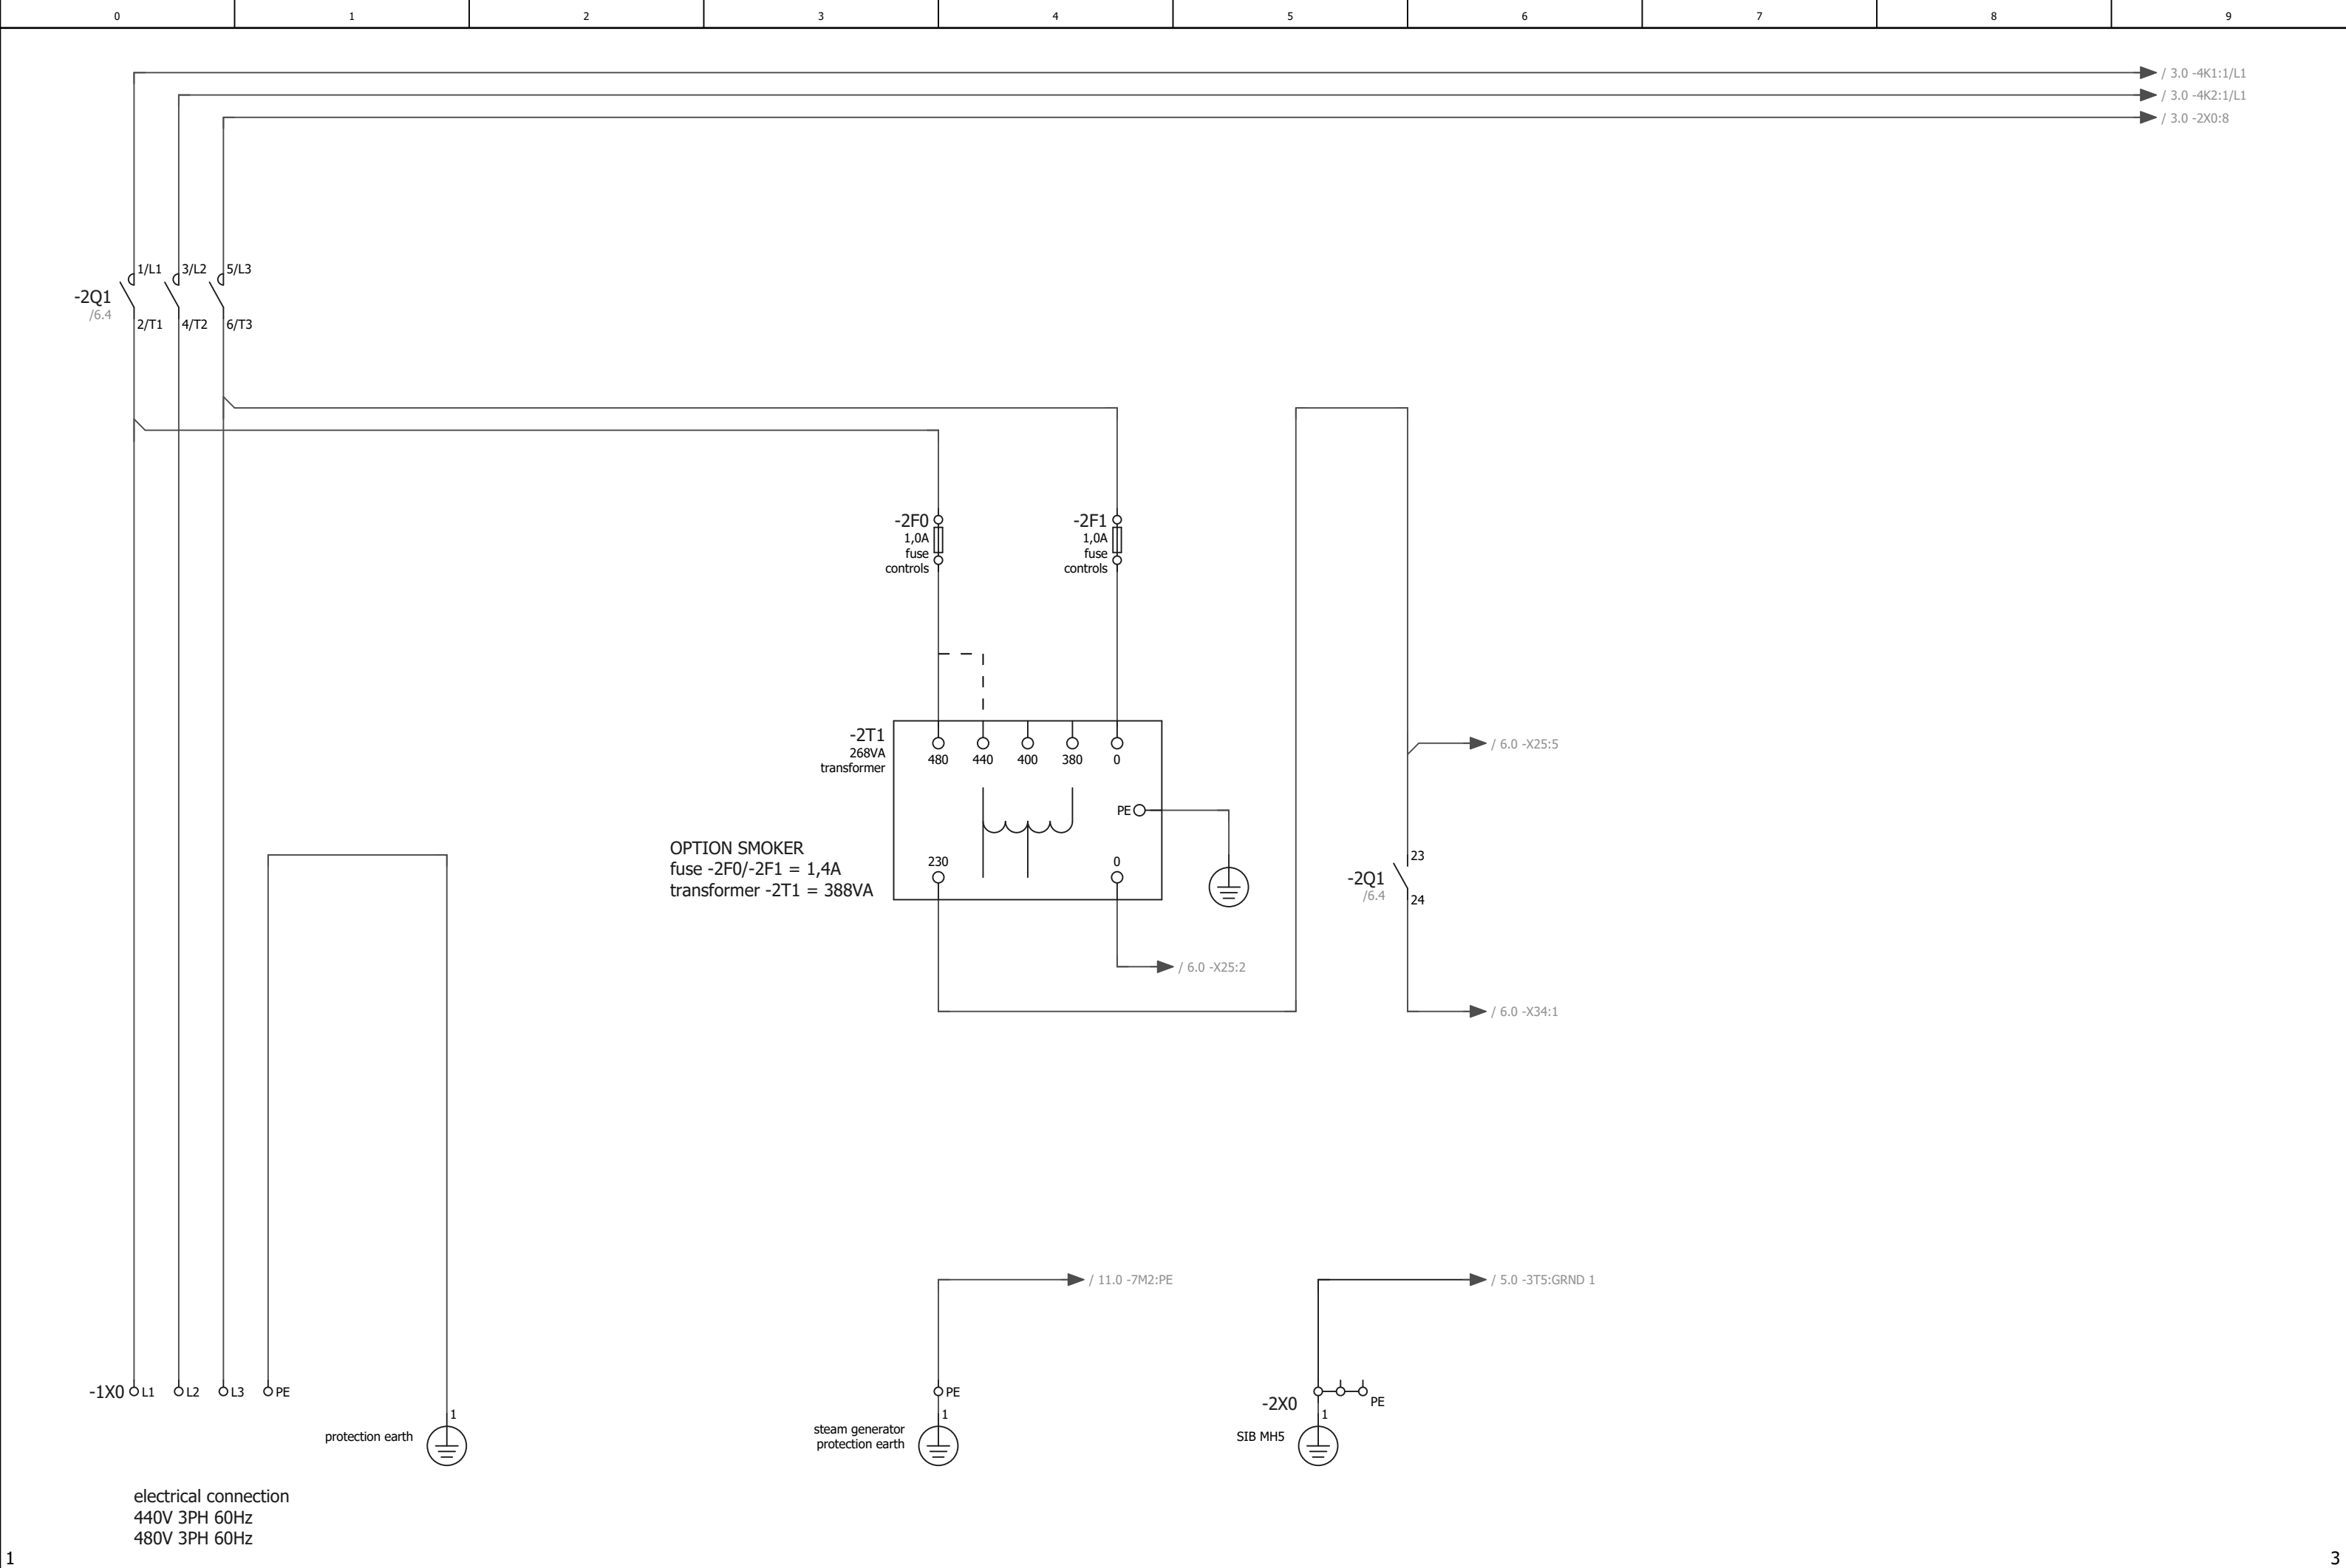 0 1 2 3 4 5 6 7 8 9
/ 3.0 -4K1:1/L1
/ 3.0 -4K2:1/L1
/ 3.0 -2X0:8
1/L1 3/L2 5/L3
-2Q1
/6.4
2/T1 4/T2 6/T3
-2F0
1,0A
fuse
controls
-2F1
1,0A
fuse
controls
-2T1
268VA
transformer
480 440 400 380 0
PE
230 0
OPTION SMOKER
fuse -2F0/-2F1 = 1,4A
transformer -2T1 = 388VA
/ 6.0 -X25:5
23
-2Q1
/6.4
24
/ 6.0 -X25:2
/ 6.0 -X34:1
/ 11.0 -7M2:PE
/ 5.0 -3T5:GRND 1
-1X0 L1 L2 L3 PE
1
protection earth
PE
1
steam generator
protection earth
-2X0
PE
1
SIB MH5
electrical connection
440V 3PH 60Hz
480V 3PH 60Hz
1
3